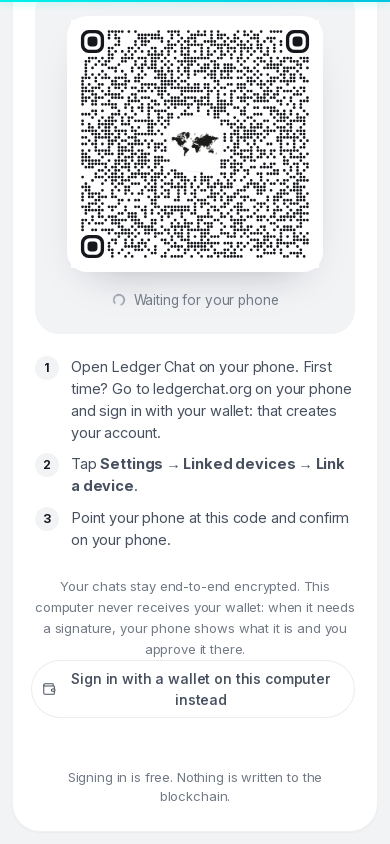 Waiting for your phone
1
Open Ledger Chat on your phone. First
time? Go to ledgerchat.org on your phone
and sign in with your wallet: that creates
your account.
2
Tap Settings → Linked devices → Link
a device.
3
Point your phone at this code and confirm
on your phone.
Your chats stay end-to-end encrypted. This
computer never receives your wallet: when it needs
a signature, your phone shows what it is and you
approve it there.
Sign in with a wallet on this computer
instead
Signing in is free. Nothing is written to the
blockchain.